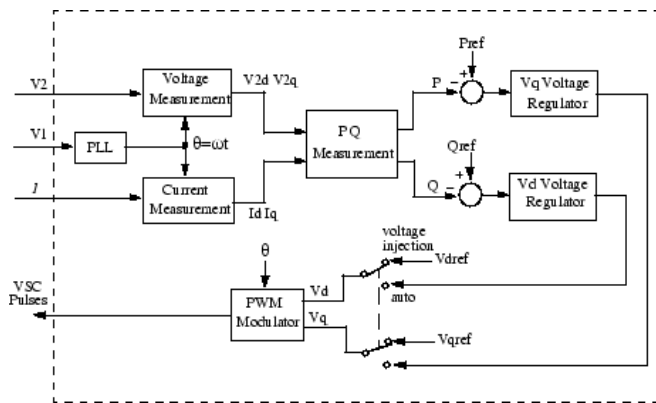 V2
Voltage
Measurement
V2d V2q
V1
PLL
θ=ωt
I
Current
Measurement
Id Iq
PQ
Measurement
P
Pref
+
−
Vq Voltage
Regulator
Q
Qref
+
−
Vd Voltage
Regulator
voltage
injection
Vdref
auto
Vqref
θ
PWM
Modulator
Vd
Vq
VSC
Pulses